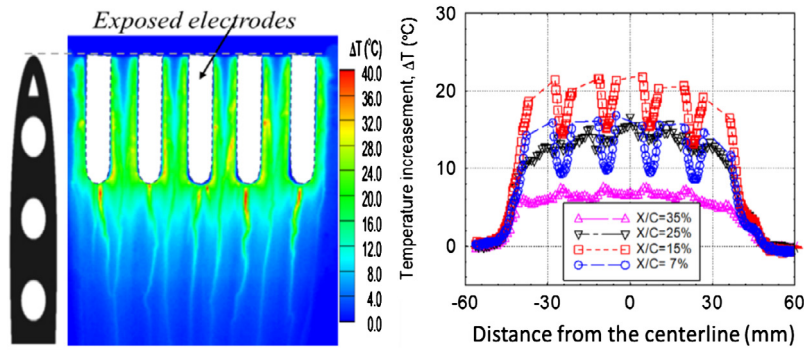 Exposed electrodes
ΔT (°C)
40.0
36.0
32.0
28.0
24.0
20.0
16.0
12.0
8.0
4.0
0.0
Temperature increasement, ΔT (°C)
30
20
10
0
-60
-30
0
30
60
X/C=35%
X/C=25%
X/C=15%
X/C= 7%
Distance from the centerline (mm)